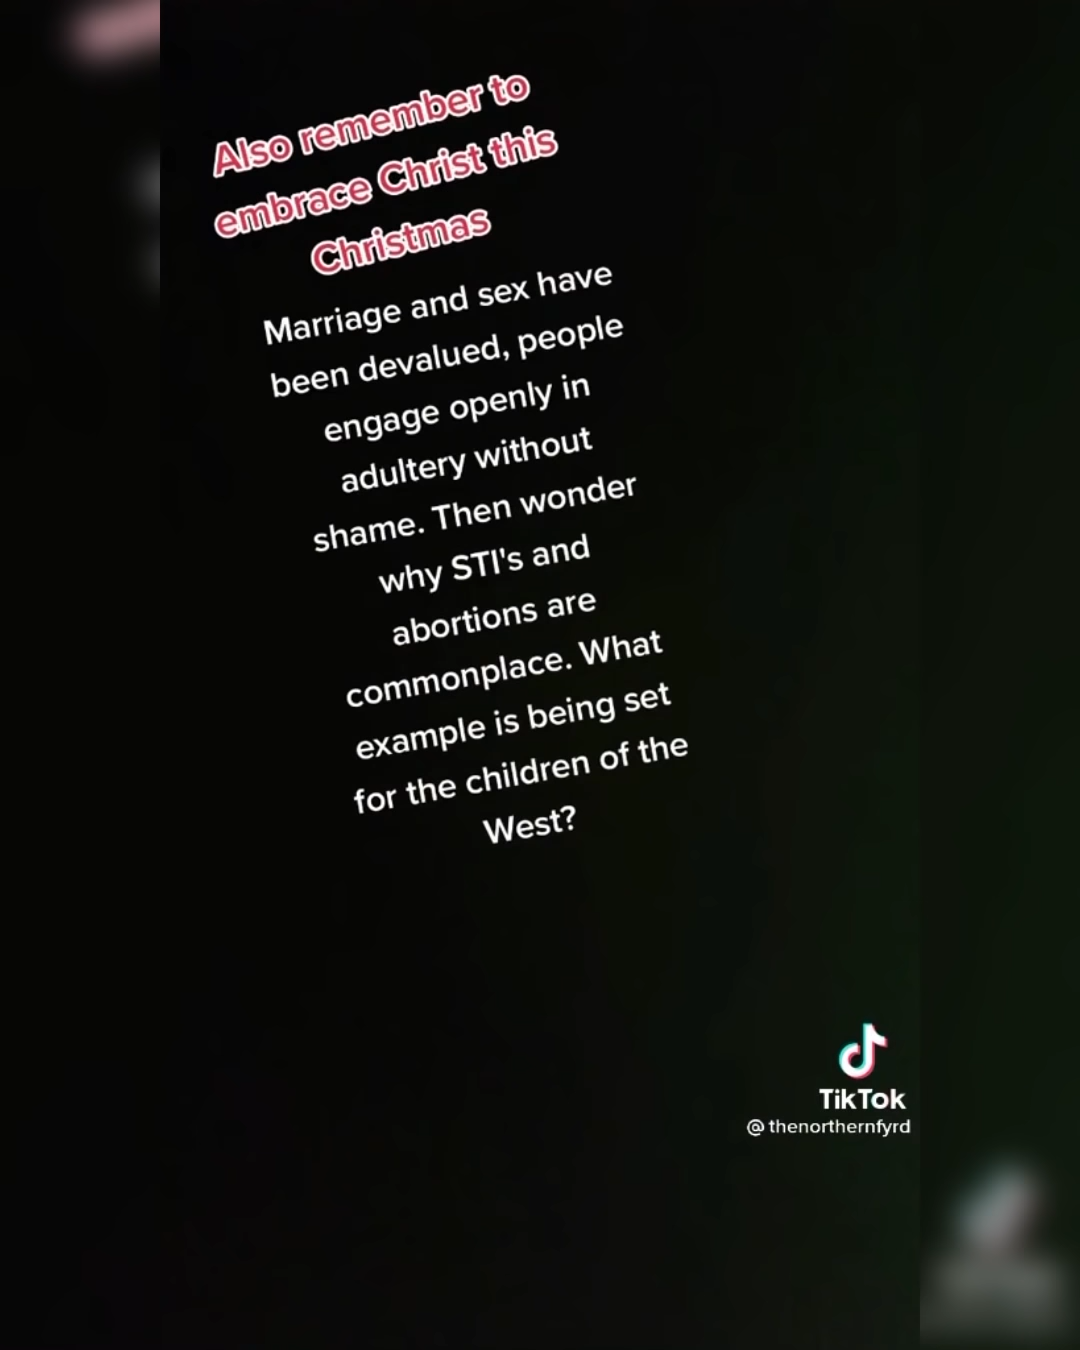 Also remember to
embrace Christ this
Christmas
Marriage and sex have
been devalued, people
engage openly in
adultery without
shame. Then wonder
why STI's and
abortions are
commonplace. What
example is being set
for the children of the
West?
TikTok
@thenorthernfyrd